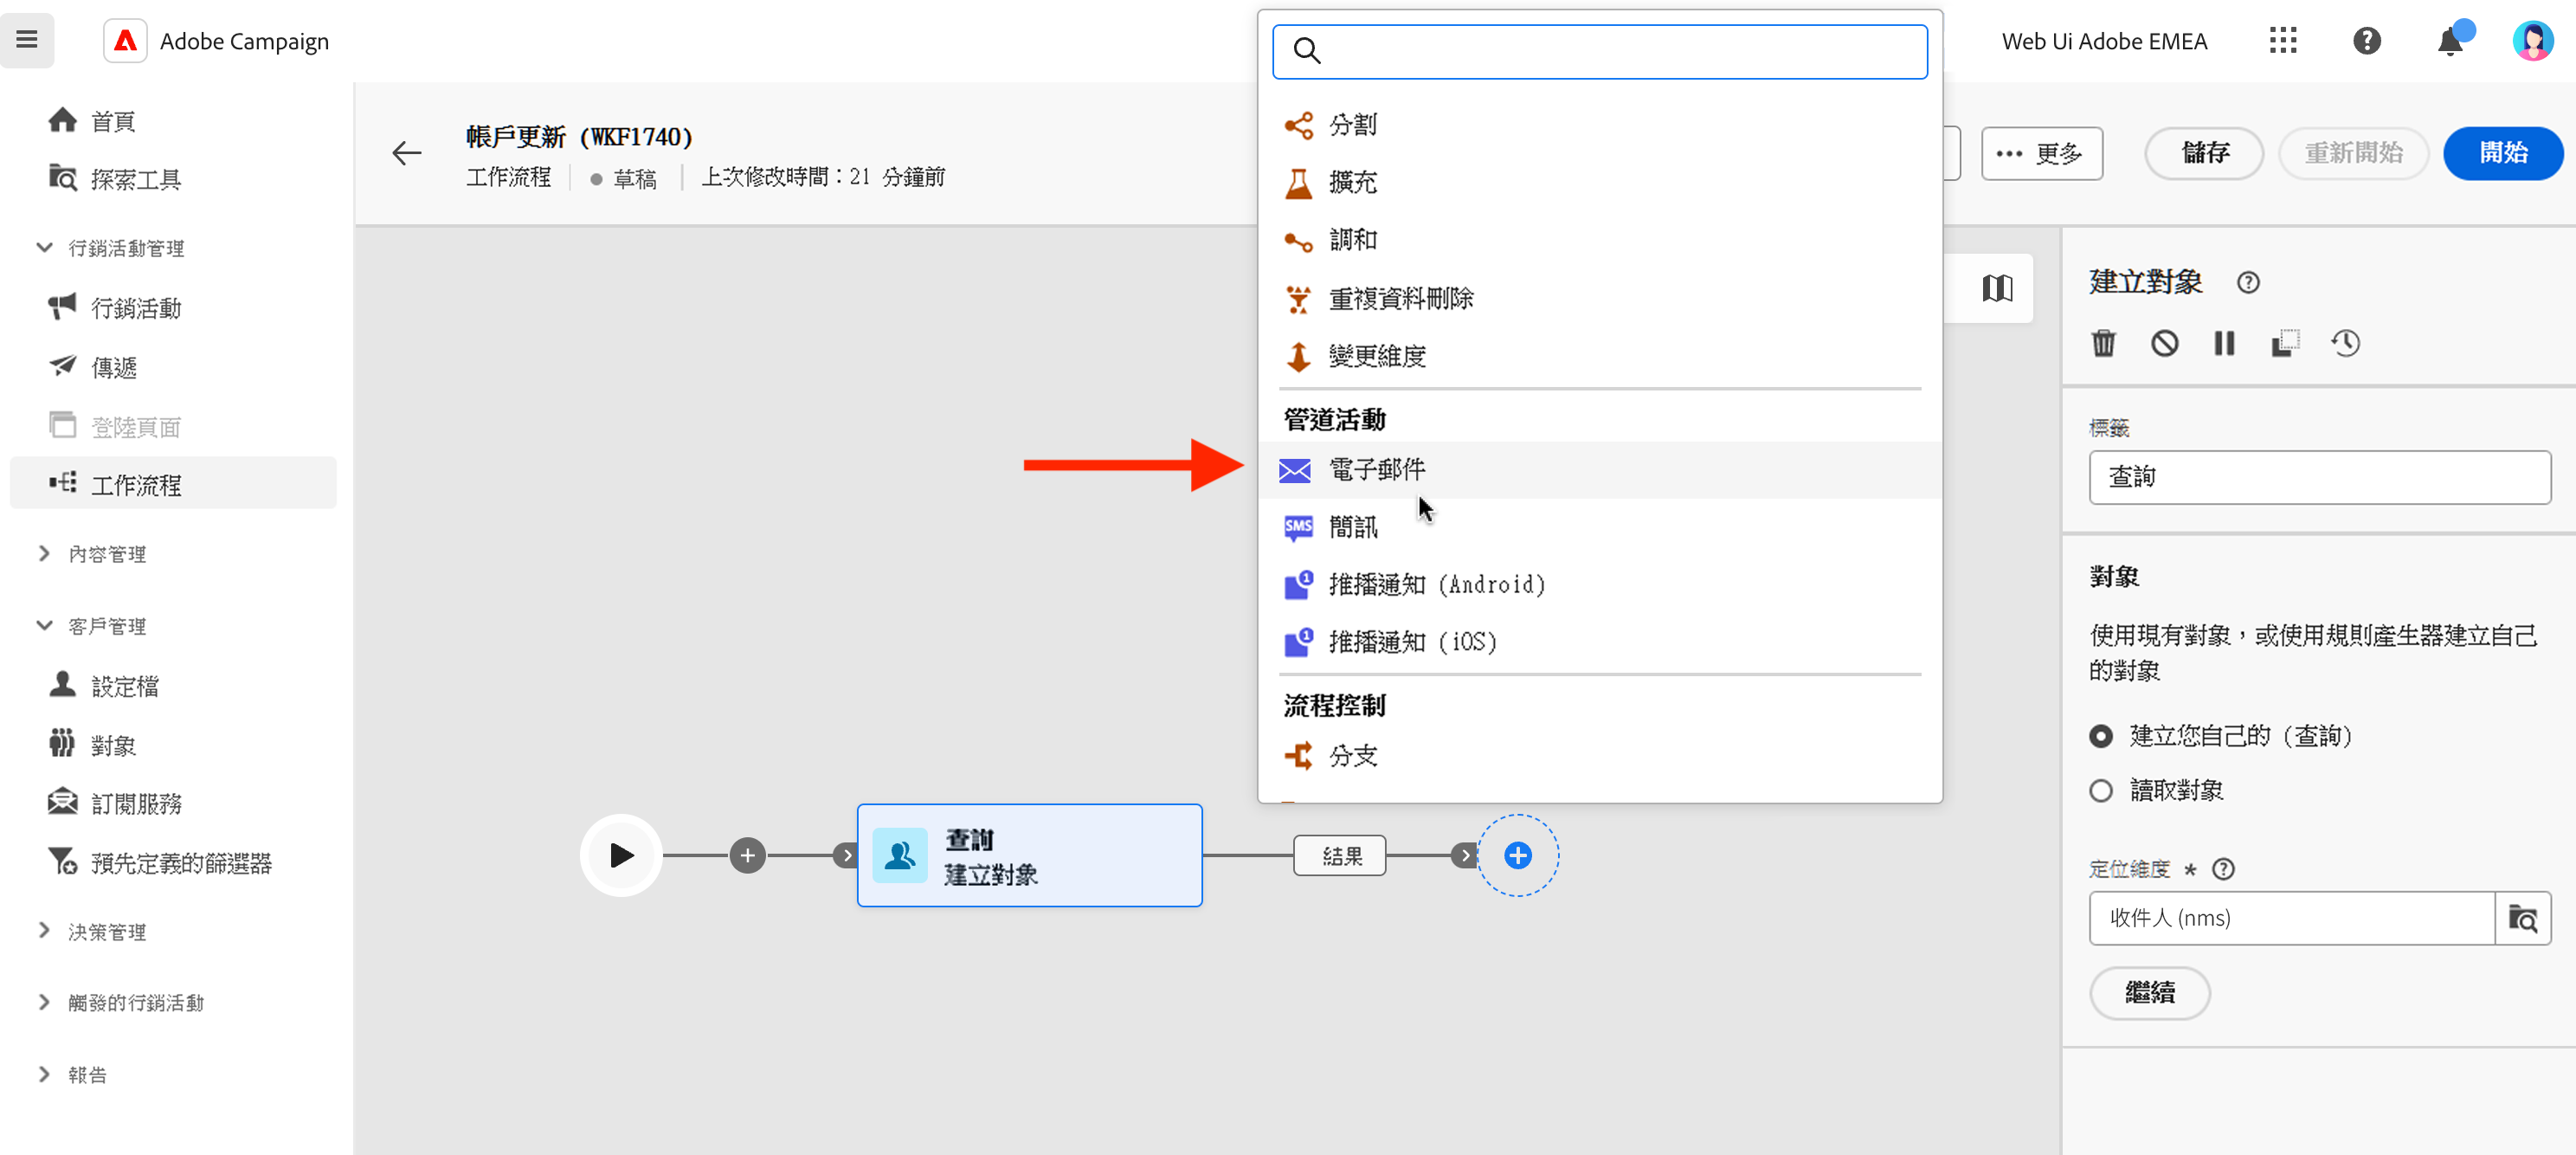 Adobe Campaign
Web Ui Adobe EMEA
首頁
探索工具
行銷活動管理
行銷活動
傳遞
登陸頁面
工作流程
內容管理
客戶管理
設定檔
對象
訂閱服務
預先定義的篩選器
決策管理
觸發的行銷活動
報告
帳戶更新 (WKF1740)
工作流程
草稿
上次修改時間：21 分鐘前
更多
儲存
重新開始
開始
分割
擴充
調和
重複資料刪除
變更維度
管道活動
電子郵件
SMS
簡訊
1
推播通知 (Android)
1
推播通知 (iOS)
流程控制
分支
查詢
建立對象
結果
建立對象
標籤
查詢
對象
使用現有對象，或使用規則產生器建立自己
的對象
建立您自己的 (查詢)
讀取對象
定位維度 *
收件人 (nms)
繼續